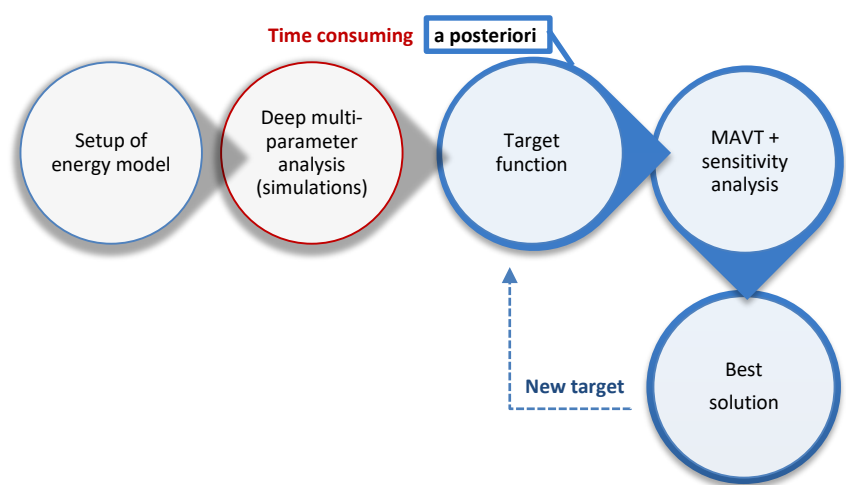 Time consuming
a posteriori
Setup of
energy model
Deep multi-
parameter
analysis
(simulations)
Target
function
MAVT +
sensitivity
analysis
New target
Best
solution